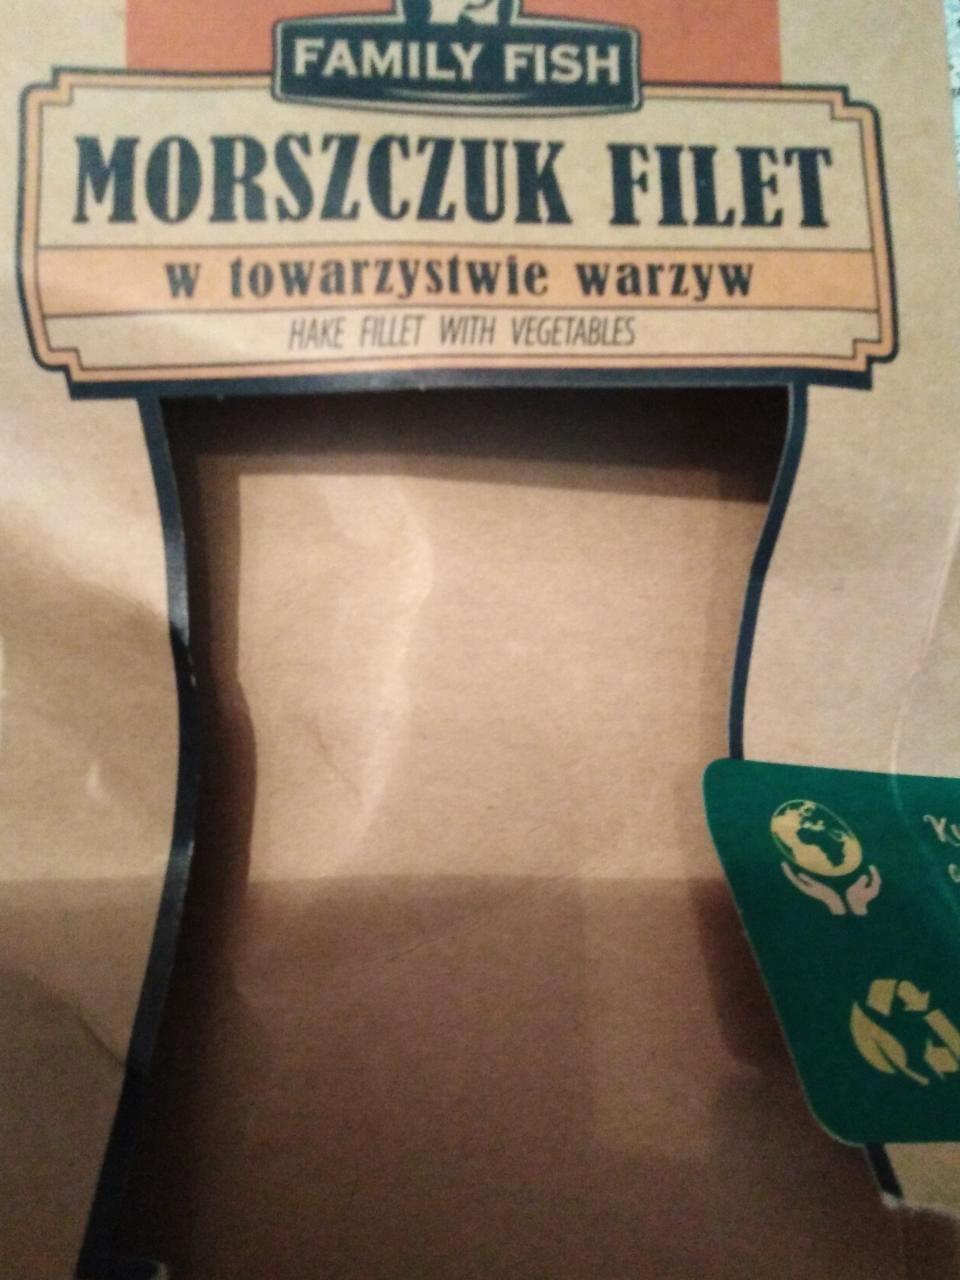 FAMILY FISH
MORSZCZUK FILET
w towarzystwie warzyw
HAKE FILLET WITH VEGETABLES